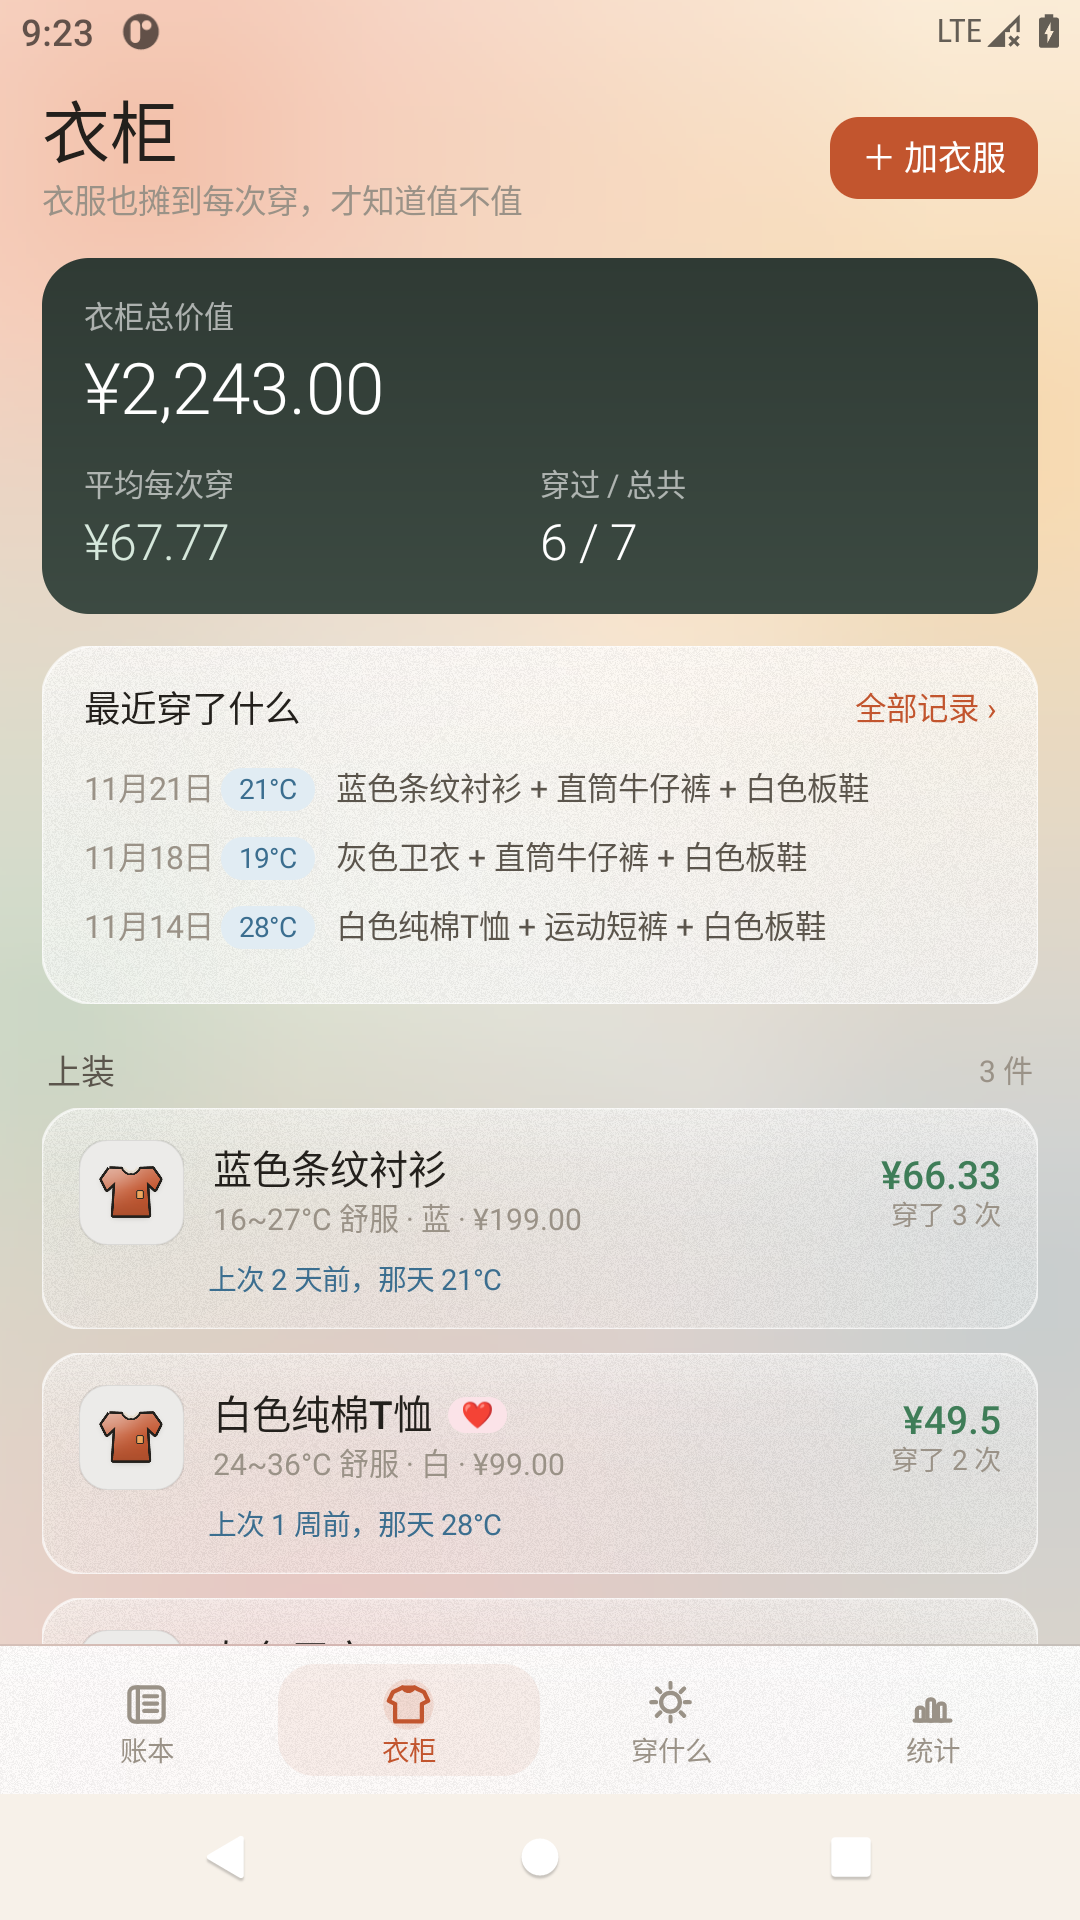 9:23
LTE
衣柜
衣服也摊到每次穿，才知道值不值
＋ 加衣服
衣柜总价值
¥2,243.00
平均每次穿
穿过 / 总共
¥67.77
6 / 7
最近穿了什么
全部记录 ›
11月21日 21°C 蓝色条纹衬衫 + 直筒牛仔裤 + 白色板鞋
11月18日 19°C 灰色卫衣 + 直筒牛仔裤 + 白色板鞋
11月14日 28°C 白色纯棉T恤 + 运动短裤 + 白色板鞋
上装
3 件
蓝色条纹衬衫
¥66.33
16~27°C 舒服 · 蓝 · ¥199.00
穿了 3 次
上次 2 天前，那天 21°C
白色纯棉T恤 ❤️
¥49.5
24~36°C 舒服 · 白 · ¥99.00
穿了 2 次
上次 1 周前，那天 28°C
账本
衣柜
穿什么
统计